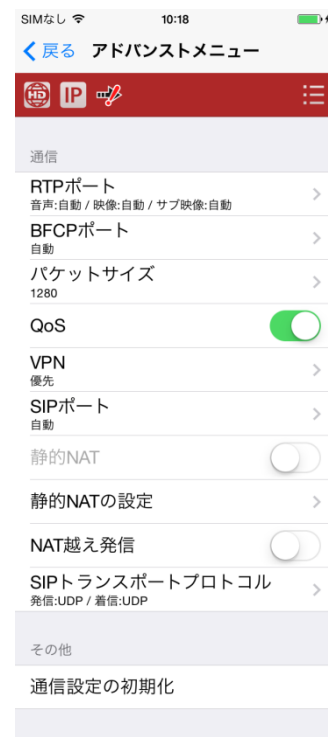 SIMなし 10:18
戻る アドバンストメニュー
HD IP
通信
RTPポート
音声:自動 / 映像:自動 / サブ映像:自動
BFCPポート
自動
パケットサイズ
1280
QoS
VPN
優先
SIPポート
自動
静的NAT
静的NATの設定
NAT越え発信
SIPトランスポートプロトコル
発信:UDP / 着信:UDP
その他
通信設定の初期化